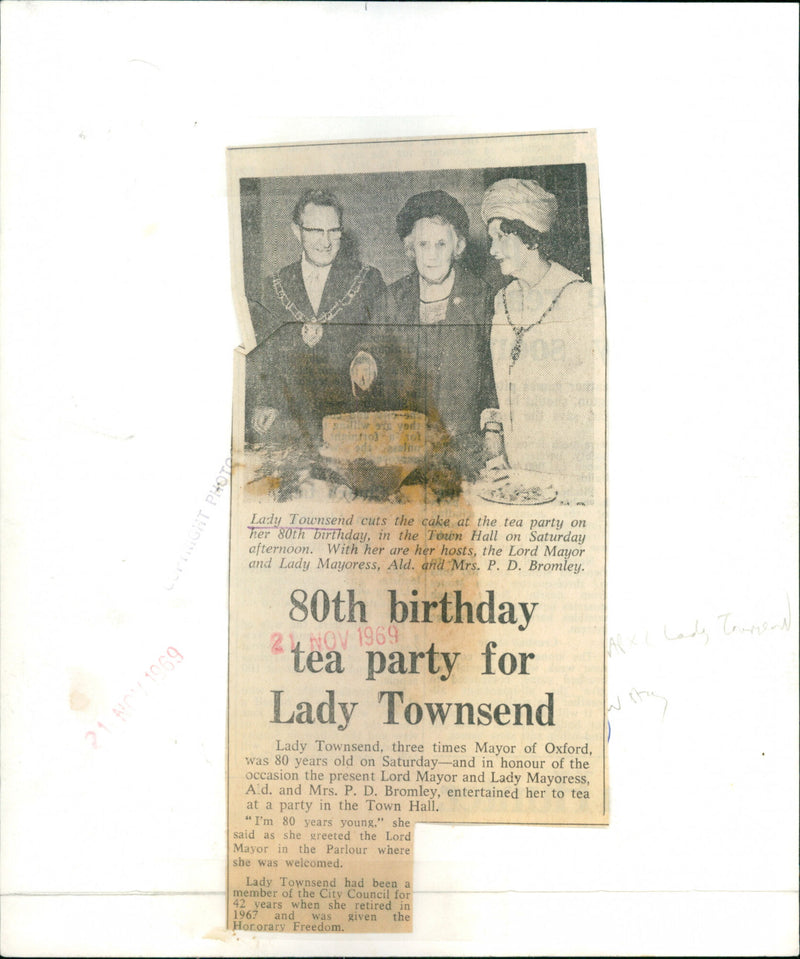 Lady Townsend cuts the cake at the tea party on
her 80th birthday, in the Town Hall on Saturday
afternoon. With her are her hosts, the Lord Mayor
and Lady Mayoress, Ald. and Mrs. P. D. Bromley.
80th birthday
21 NOV 1969
tea party for
Lady Townsend
Lady Townsend, three times Mayor of Oxford,
was 80 years old on Saturday—and in honour of the
occasion the present Lord Mayor and Lady Mayoress,
Ald. and Mrs. P. D. Bromley, entertained her to tea
at a party in the Town Hall.
"I'm 80 years young," she
said as she greeted the Lord
Mayor in the Parlour where
she was welcomed.
Lady Townsend had been a
member of the City Council for
42 years when she retired in
1967 and was given the
Honorary Freedom.
COPYRIGHT PHOTO
21 NOV 1969
Lady Townsend